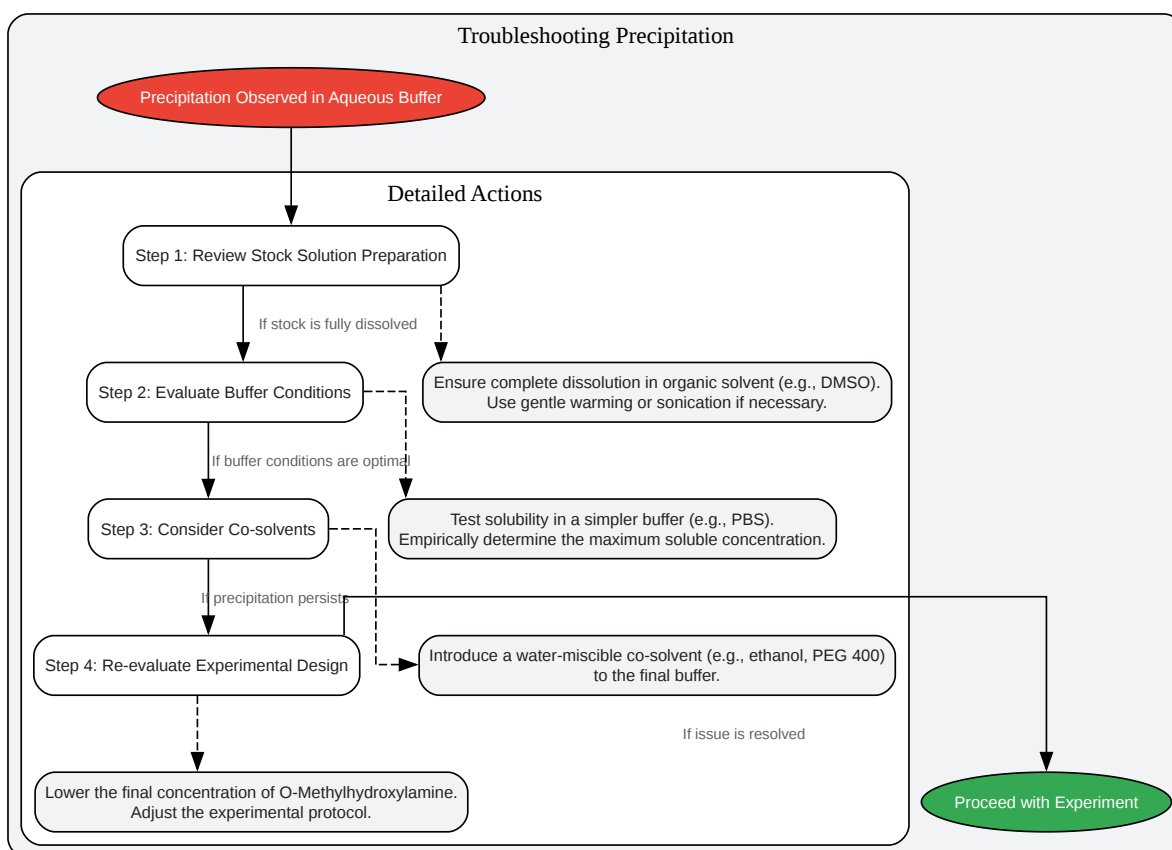 Troubleshooting Precipitation
Precipitation Observed in Aqueous Buffer
Detailed Actions
Step 1: Review Stock Solution Preparation
If stock is fully dissolved
Step 2: Evaluate Buffer Conditions
Ensure complete dissolution in organic solvent (e.g., DMSO).
Use gentle warming or sonication if necessary.
If buffer conditions are optimal
Step 3: Consider Co-solvents
Test solubility in a simpler buffer (e.g., PBS).
Empirically determine the maximum soluble concentration.
If precipitation persists
Step 4: Re-evaluate Experimental Design
Introduce a water-miscible co-solvent (e.g., ethanol, PEG 400)
to the final buffer.
If issue is resolved
Lower the final concentration of O-Methylhydroxylamine.
Adjust the experimental protocol.
Proceed with Experiment